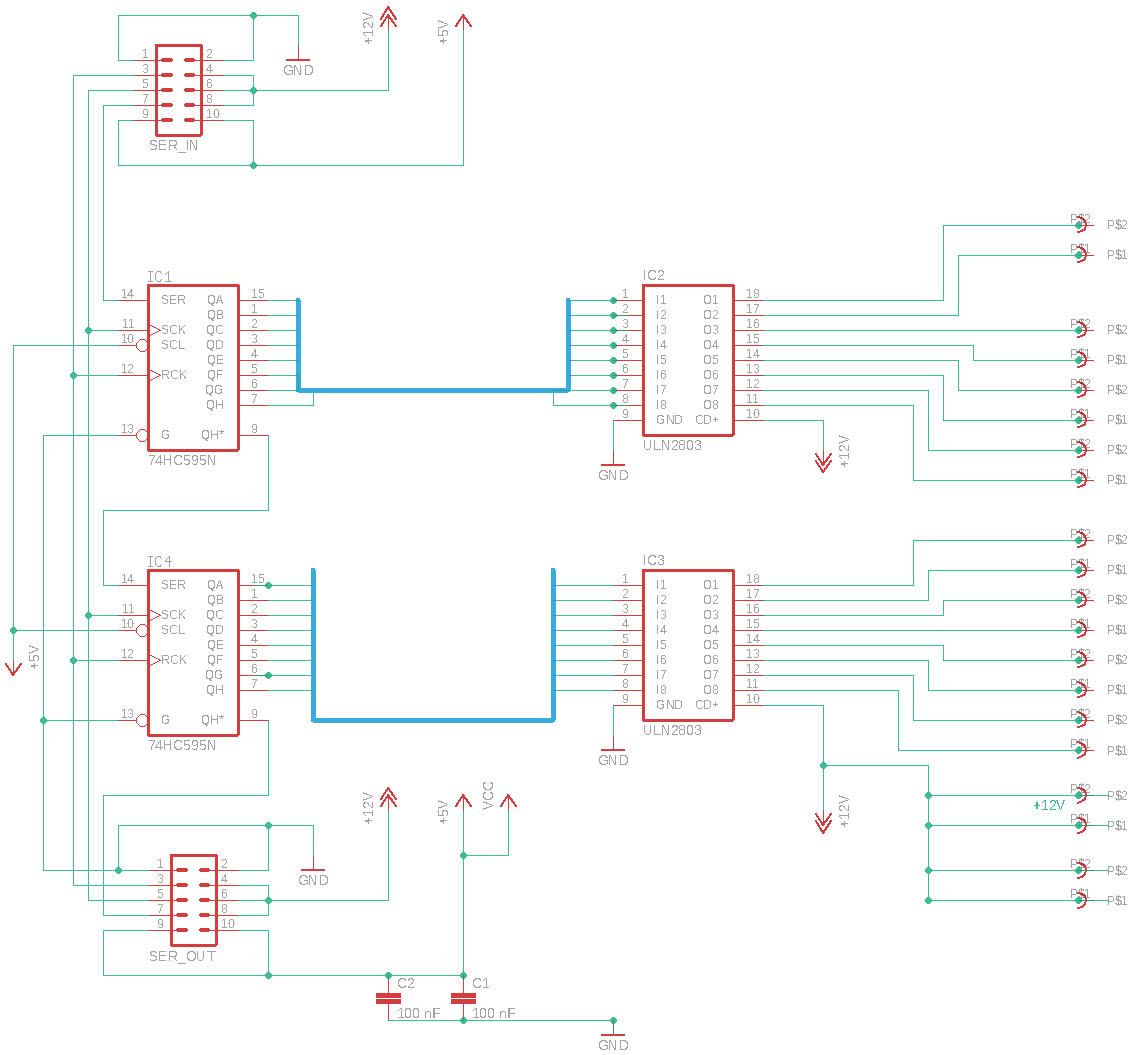 +12V
+5V
GND
1 2
3 4
5 6
7 8
9 10
SER_IN
P$2 P$2
P$1 P$1
IC1
14 SER QA 15
QB 1
11 SCK QC 2
10 SCL QD 3
QE 4
12 RCK QF 5
QG 6
QH 7
13 G QH* 9
74HC595N
IC2
1 I1 O1 18
2 I2 O2 17
3 I3 O3 16
4 I4 O4 15
5 I5 O5 14
6 I6 O6 13
7 I7 O7 12
8 I8 O8 11
9 GND CD+ 10
ULN2803
GND
+12V
P$2 P$2
P$1 P$1
P$2 P$2
P$1 P$1
P$2 P$2
P$1 P$1
IC4
14 SER QA 15
QB 1
11 SCK QC 2
10 SCL QD 3
QE 4
12 RCK QF 5
QG 6
QH 7
13 G QH* 9
74HC595N
+5V
IC3
1 I1 O1 18
2 I2 O2 17
3 I3 O3 16
4 I4 O4 15
5 I5 O5 14
6 I6 O6 13
7 I7 O7 12
8 I8 O8 11
9 GND CD+ 10
ULN2803
GND
+12V
P$2 P$2
P$1 P$1
P$2 P$2
P$1 P$1
P$2 P$2
P$1 P$1
P$2 P$2
P$1 P$1
P$2 P$2
+12V
P$1 P$1
P$2 P$2
P$1 P$1
+12V
+5V
VCC
GND
1 2
3 4
5 6
7 8
9 10
SER_OUT
C2
100 nF
C1
100 nF
GND